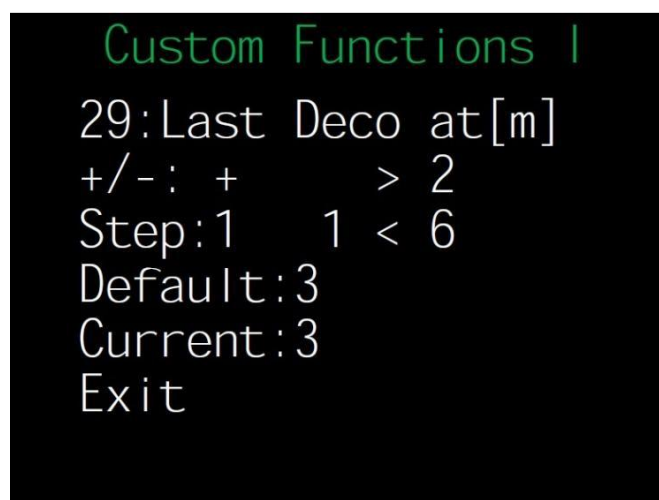 Custom Functions I
29:Last Deco at[m]
+/-: + > 2
Step:1 1 < 6
Default:3
Current:3
Exit